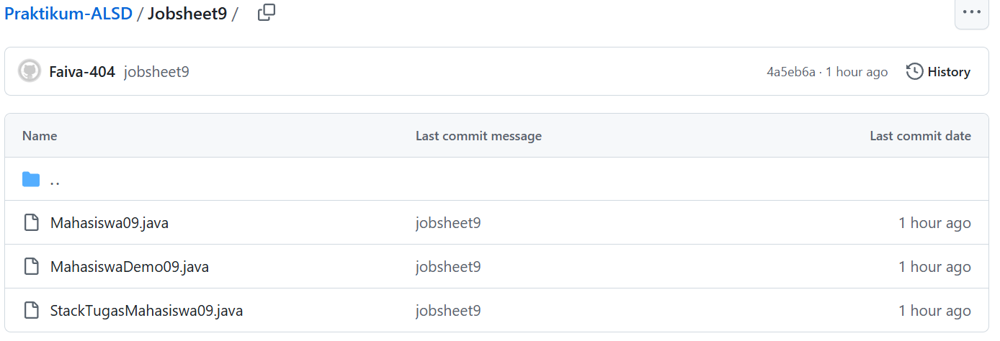 Praktikum-ALSD / Jobsheet9 /
Faiva-404 jobsheet9 4a5eb6a · 1 hour ago History
Name Last commit message Last commit date
..
Mahasiswa09.java jobsheet9 1 hour ago
MahasiswaDemo09.java jobsheet9 1 hour ago
StackTugasMahasiswa09.java jobsheet9 1 hour ago